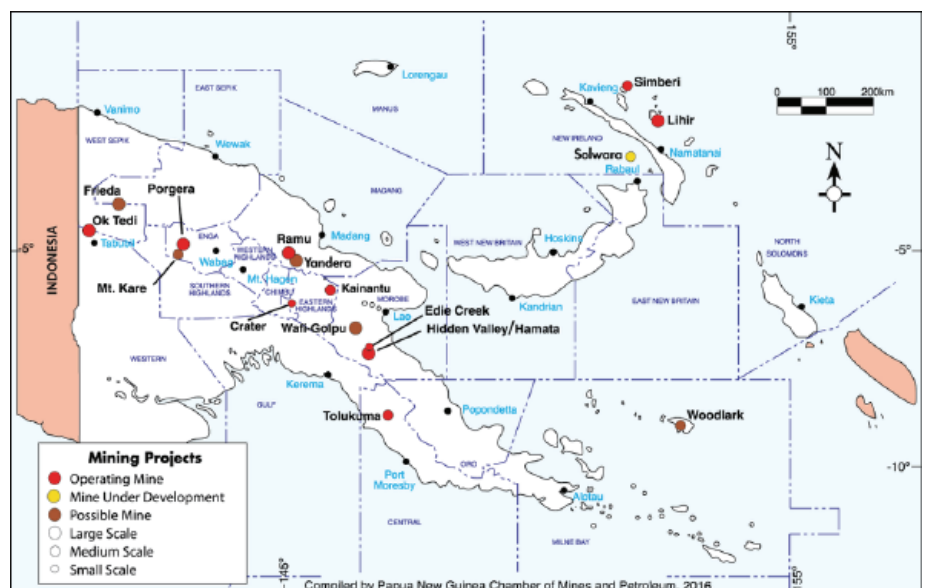 155°
Lorengau
EAST SEPIK
Simberi
Kavieng
0 100 200km
MANUS
Vanimo
Lihir
WEST SEPIK
NEW IRELAND
N
Wewak
Solwara
Namatanai
Rabaul
Frieda
Porgera
MADANG
Ok Tedi
ENGA
Ramu
Madang
WEST NEW BRITAIN
Hoskins
NORTH
SOLOMONS
-5°
WESTERN
HIGHLANDS
-5°
INDONESIA
Wabag
Yandera
Mt. Hagen
Mt. Kare
SOUTHERN
HIGHLANDS
CHIMBU
Kainantu
Kandrian
EAST NEW BRITAIN
Kieta
EASTERN
HIGHLANDS
MOROBE
Lae
Edie Creek
Crater
Wafi-Golpu
Hidden Valley/Hamata
WESTERN
Kerema
GULF
Tolukuma
Popondetta
Woodlark
Mining Projects
Operating Mine
Mine Under Development
Possible Mine
Large Scale
Medium Scale
Small Scale
ORO
-10°
Port
Moresby
Alotau
CENTRAL
MILNE BAY
145°
155°
Compiled by Papua New Guinea Chamber of Mines and Petroleum, 2016